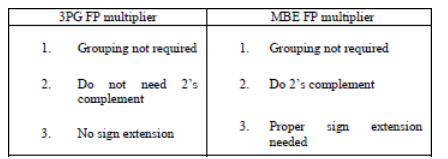 3PG FP multiplier
1. Grouping not required
2. Do not need 2's
complement
3. No sign extension
MBE FP multiplier
1. Grouping not required
2. Do 2's complement
3. Proper sign extension
needed